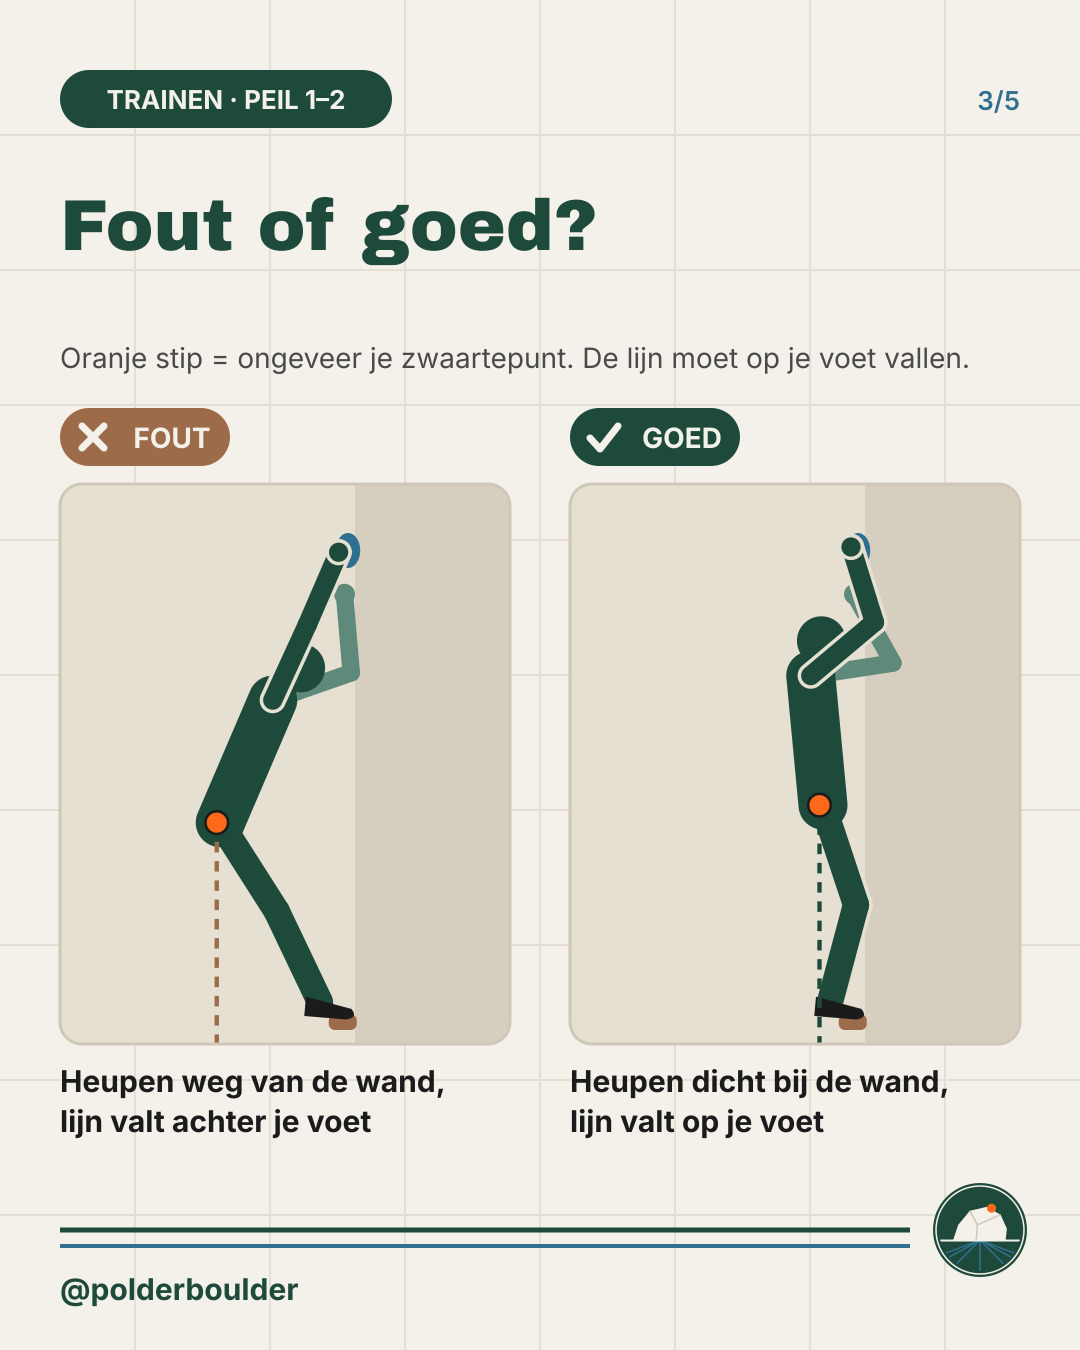 TRAINEN · PEIL 1–2
3/5
Fout of goed?
Oranje stip = ongeveer je zwaartepunt. De lijn moet op je voet vallen.
FOUT
GOED
Heupen weg van de wand,
lijn valt achter je voet
Heupen dicht bij de wand,
lijn valt op je voet
@polderboulder